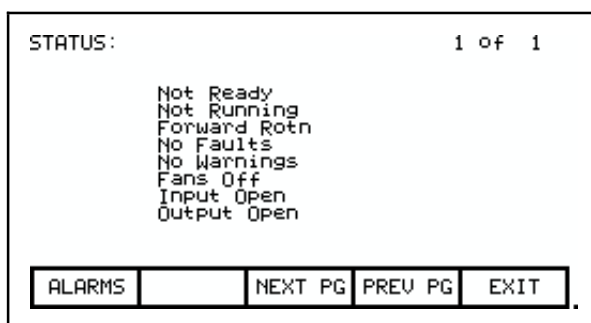 STATUS: 1 of 1
Not Ready
Not Running
Forward Rotn
No Faults
No Warnings
Fans Off
Input Open
Output Open
ALARMS NEXT PG PREV PG EXIT